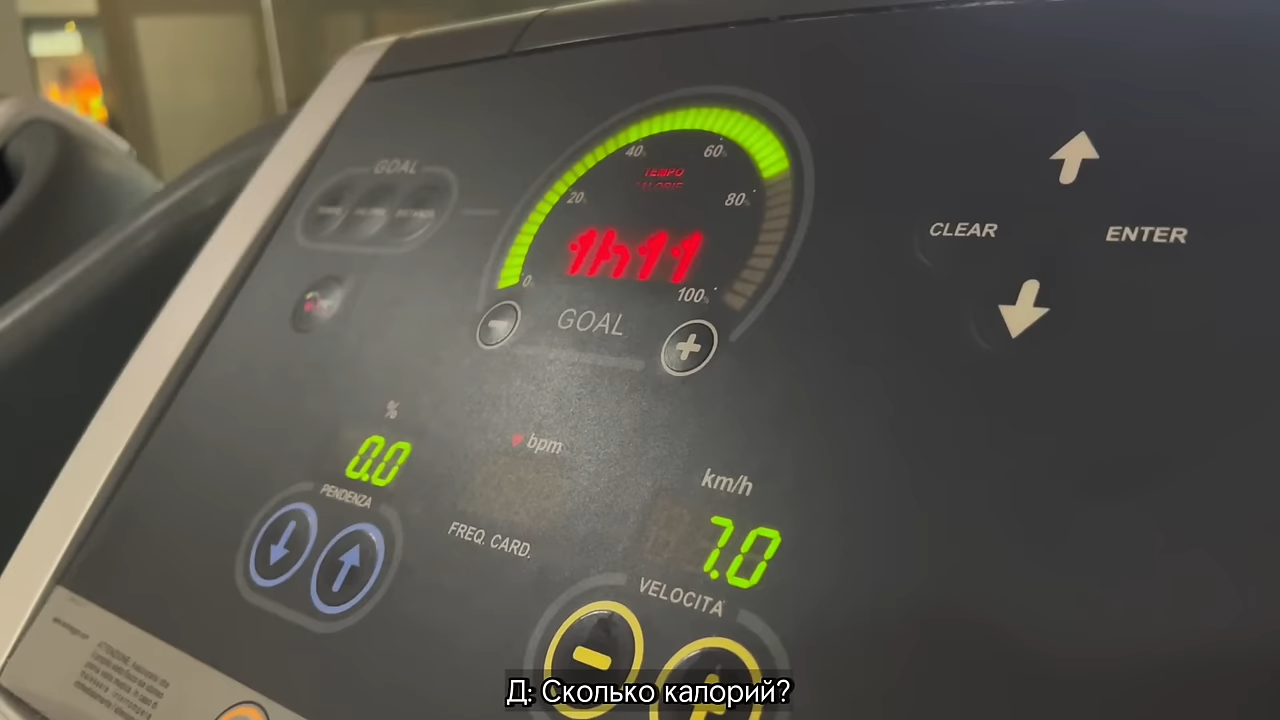 GOAL
40%
60%
20%
80%
0%
100%
TEMPO
CALORIE
1h11
GOAL
CLEAR
ENTER
%
0.0
PENDENZA
bpm
FREQ. CARD.
km/h
7.0
VELOCITA'
Д: Сколько калорий?